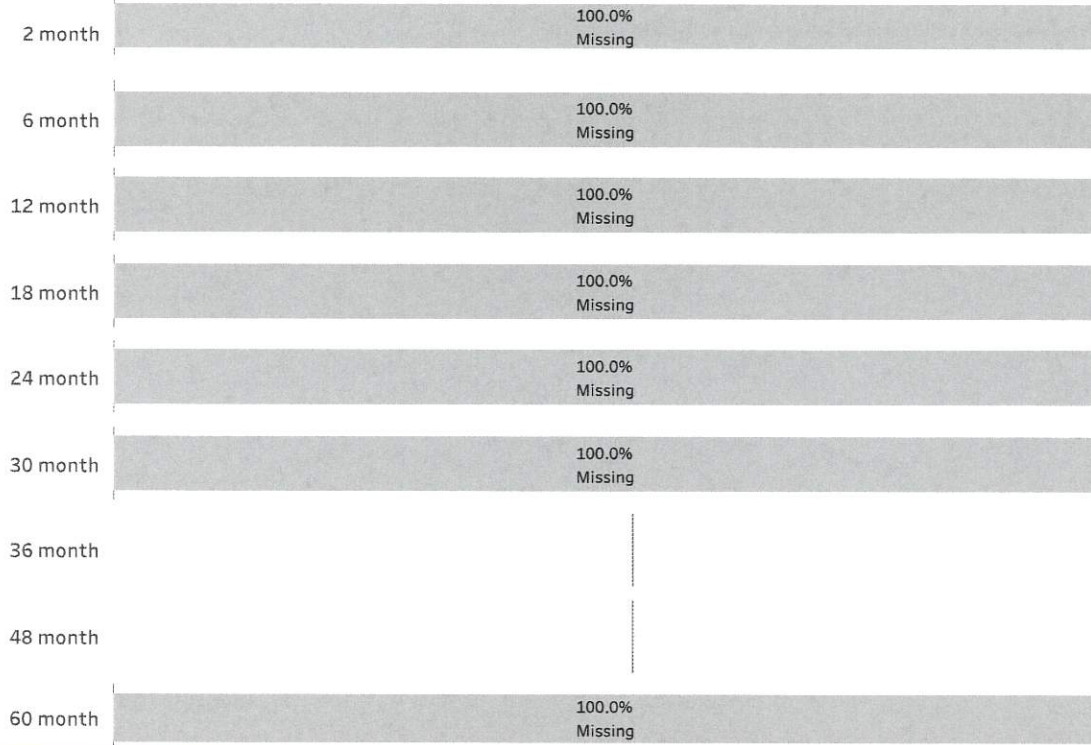 2 month
100.0%
Missing
6 month
100.0%
Missing
12 month
100.0%
Missing
18 month
100.0%
Missing
24 month
100.0%
Missing
30 month
100.0%
Missing
36 month
48 month
60 month
100.0%
Missing